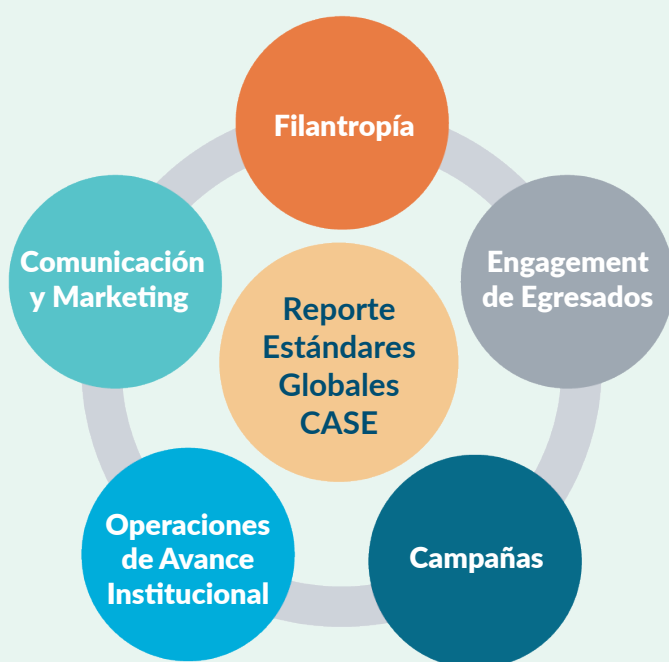 Filantropía
Comunicación
y Marketing
Engagement
de Egresados
Reporte
Estándares
Globales
CASE
Operaciones
de Avance
Institucional
Campañas